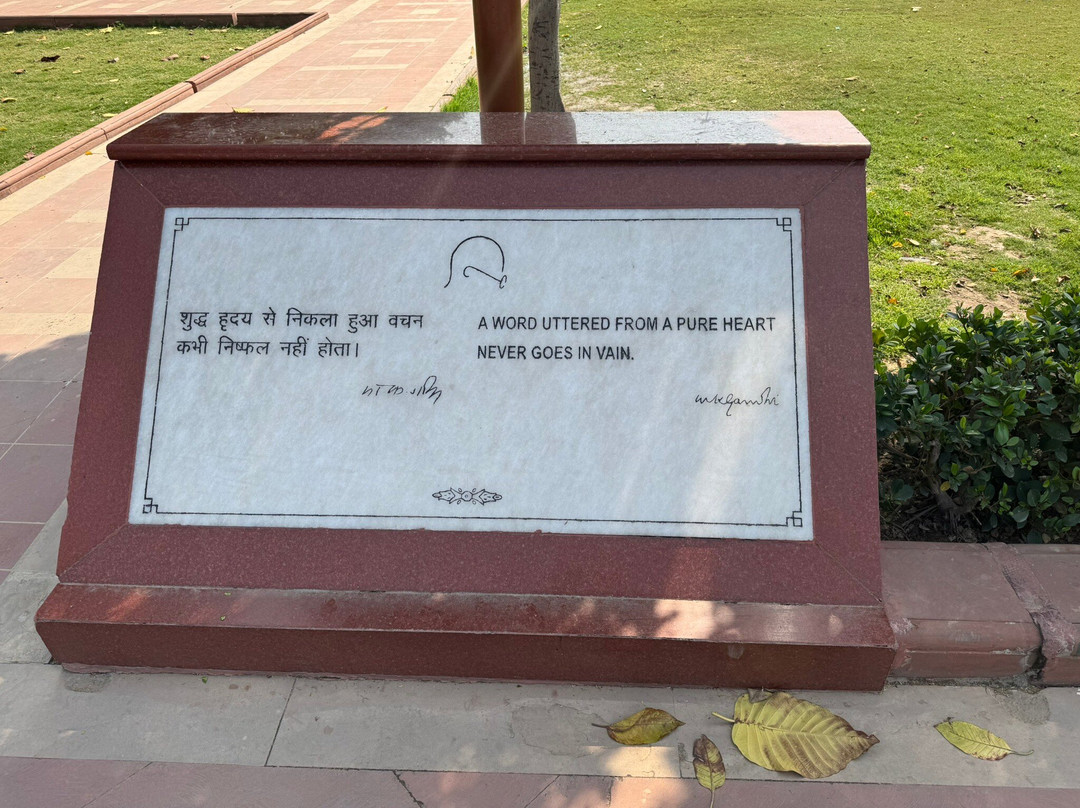 शुद्ध हृदय से निकला हुआ वचन
कभी निष्फल नहीं होता।
मो क गांधी
A WORD UTTERED FROM A PURE HEART
NEVER GOES IN VAIN.
mkgandhi